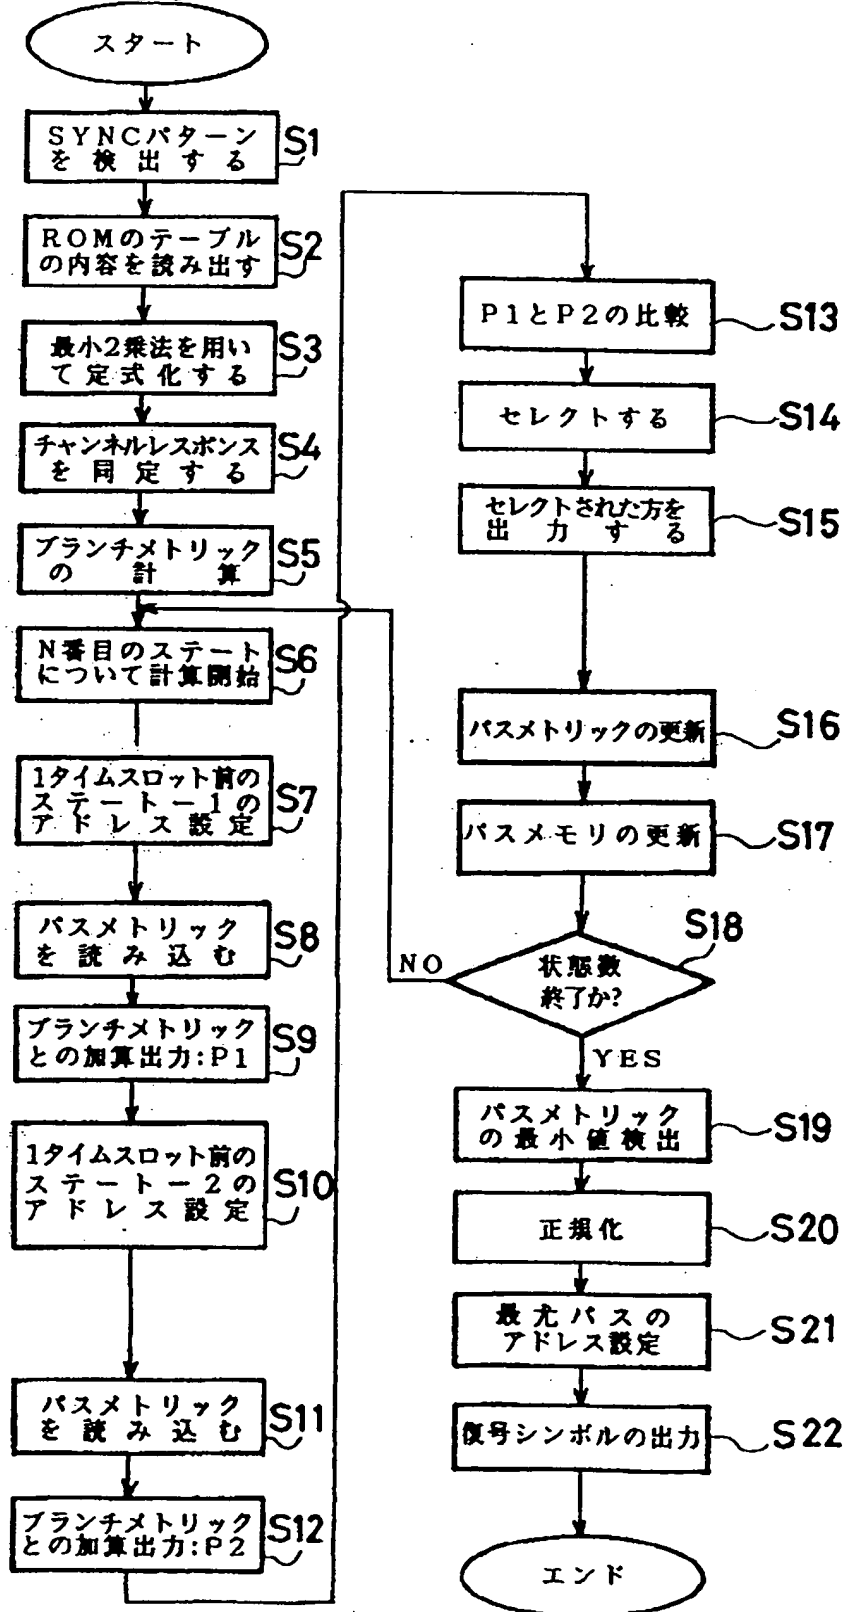 スタート
SYNCパターン
を検出する
S1
ROMのテーブル
の内容を読み出す
S2
最小2乗法を用い
て定式化する
S3
チャンネルレスポンス
を同定する
S4
ブランチメトリック
の計算
S5
N番目のステート
について計算開始
S6
1タイムスロット前の
ステート-1の
アドレス設定
S7
パスメトリック
を読み込む
S8
ブランチメトリック
との加算出力:P1
S9
1タイムスロット前の
ステート-2の
アドレス設定
S10
パスメトリック
を読み込む
S11
ブランチメトリック
との加算出力:P2
S12
P1とP2の比較
S13
セレクトする
S14
セレクトされた方を
出力する
S15
パスメトリックの更新
S16
パスメモリの更新
S17
S18
状態数
終了か?
NO
YES
パスメトリック
の最小値検出
S19
正規化
S20
最尤パスの
アドレス設定
S21
復号シンボルの出力
S22
エンド